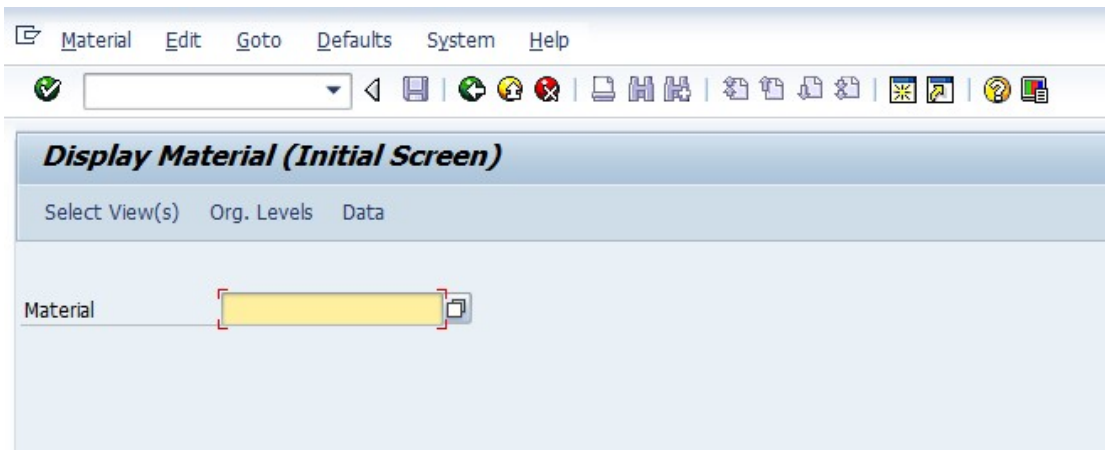 Material Edit Goto Defaults System Help
Display Material (Initial Screen)
Select View(s) Org. Levels Data
Material